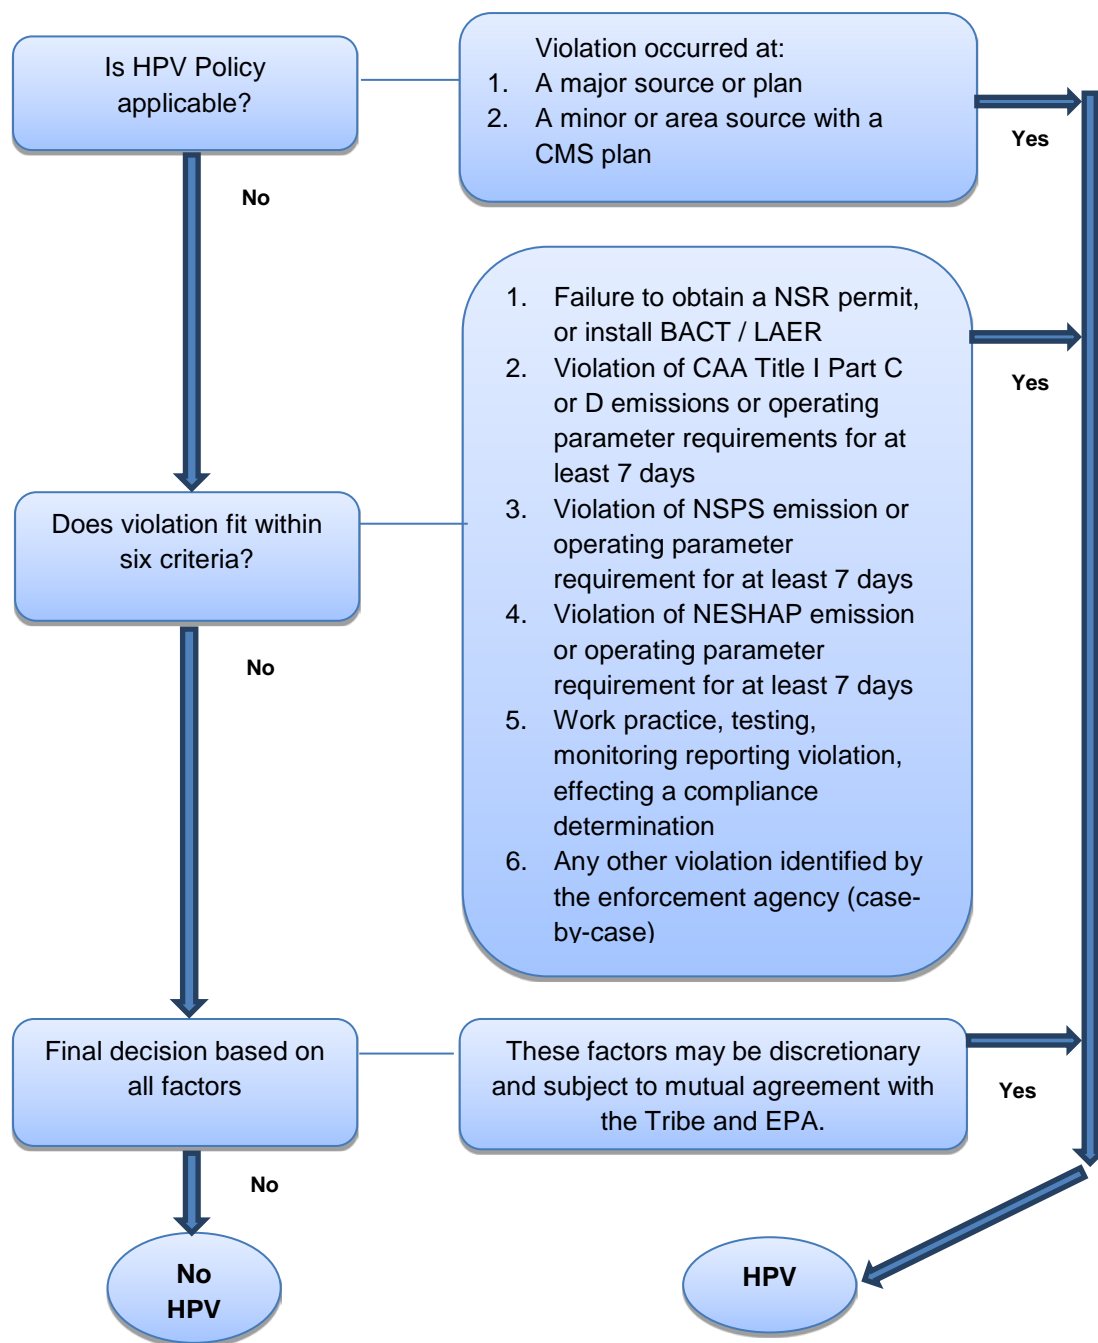 Is HPV Policy
applicable?
Violation occurred at:
1. A major source or plan
2. A minor or area source with a
CMS plan
Yes
No
1. Failure to obtain a NSR permit,
or install BACT / LAER
2. Violation of CAA Title I Part C
or D emissions or operating
parameter requirements for at
least 7 days
3. Violation of NSPS emission or
operating parameter
requirement for at least 7 days
4. Violation of NESHAP emission
or operating parameter
requirement for at least 7 days
5. Work practice, testing,
monitoring reporting violation,
effecting a compliance
determination
6. Any other violation identified by
the enforcement agency (case-
by-case)
Yes
Does violation fit within
six criteria?
No
Final decision based on
all factors
These factors may be discretionary
and subject to mutual agreement with
the Tribe and EPA.
Yes
No
No
HPV
HPV